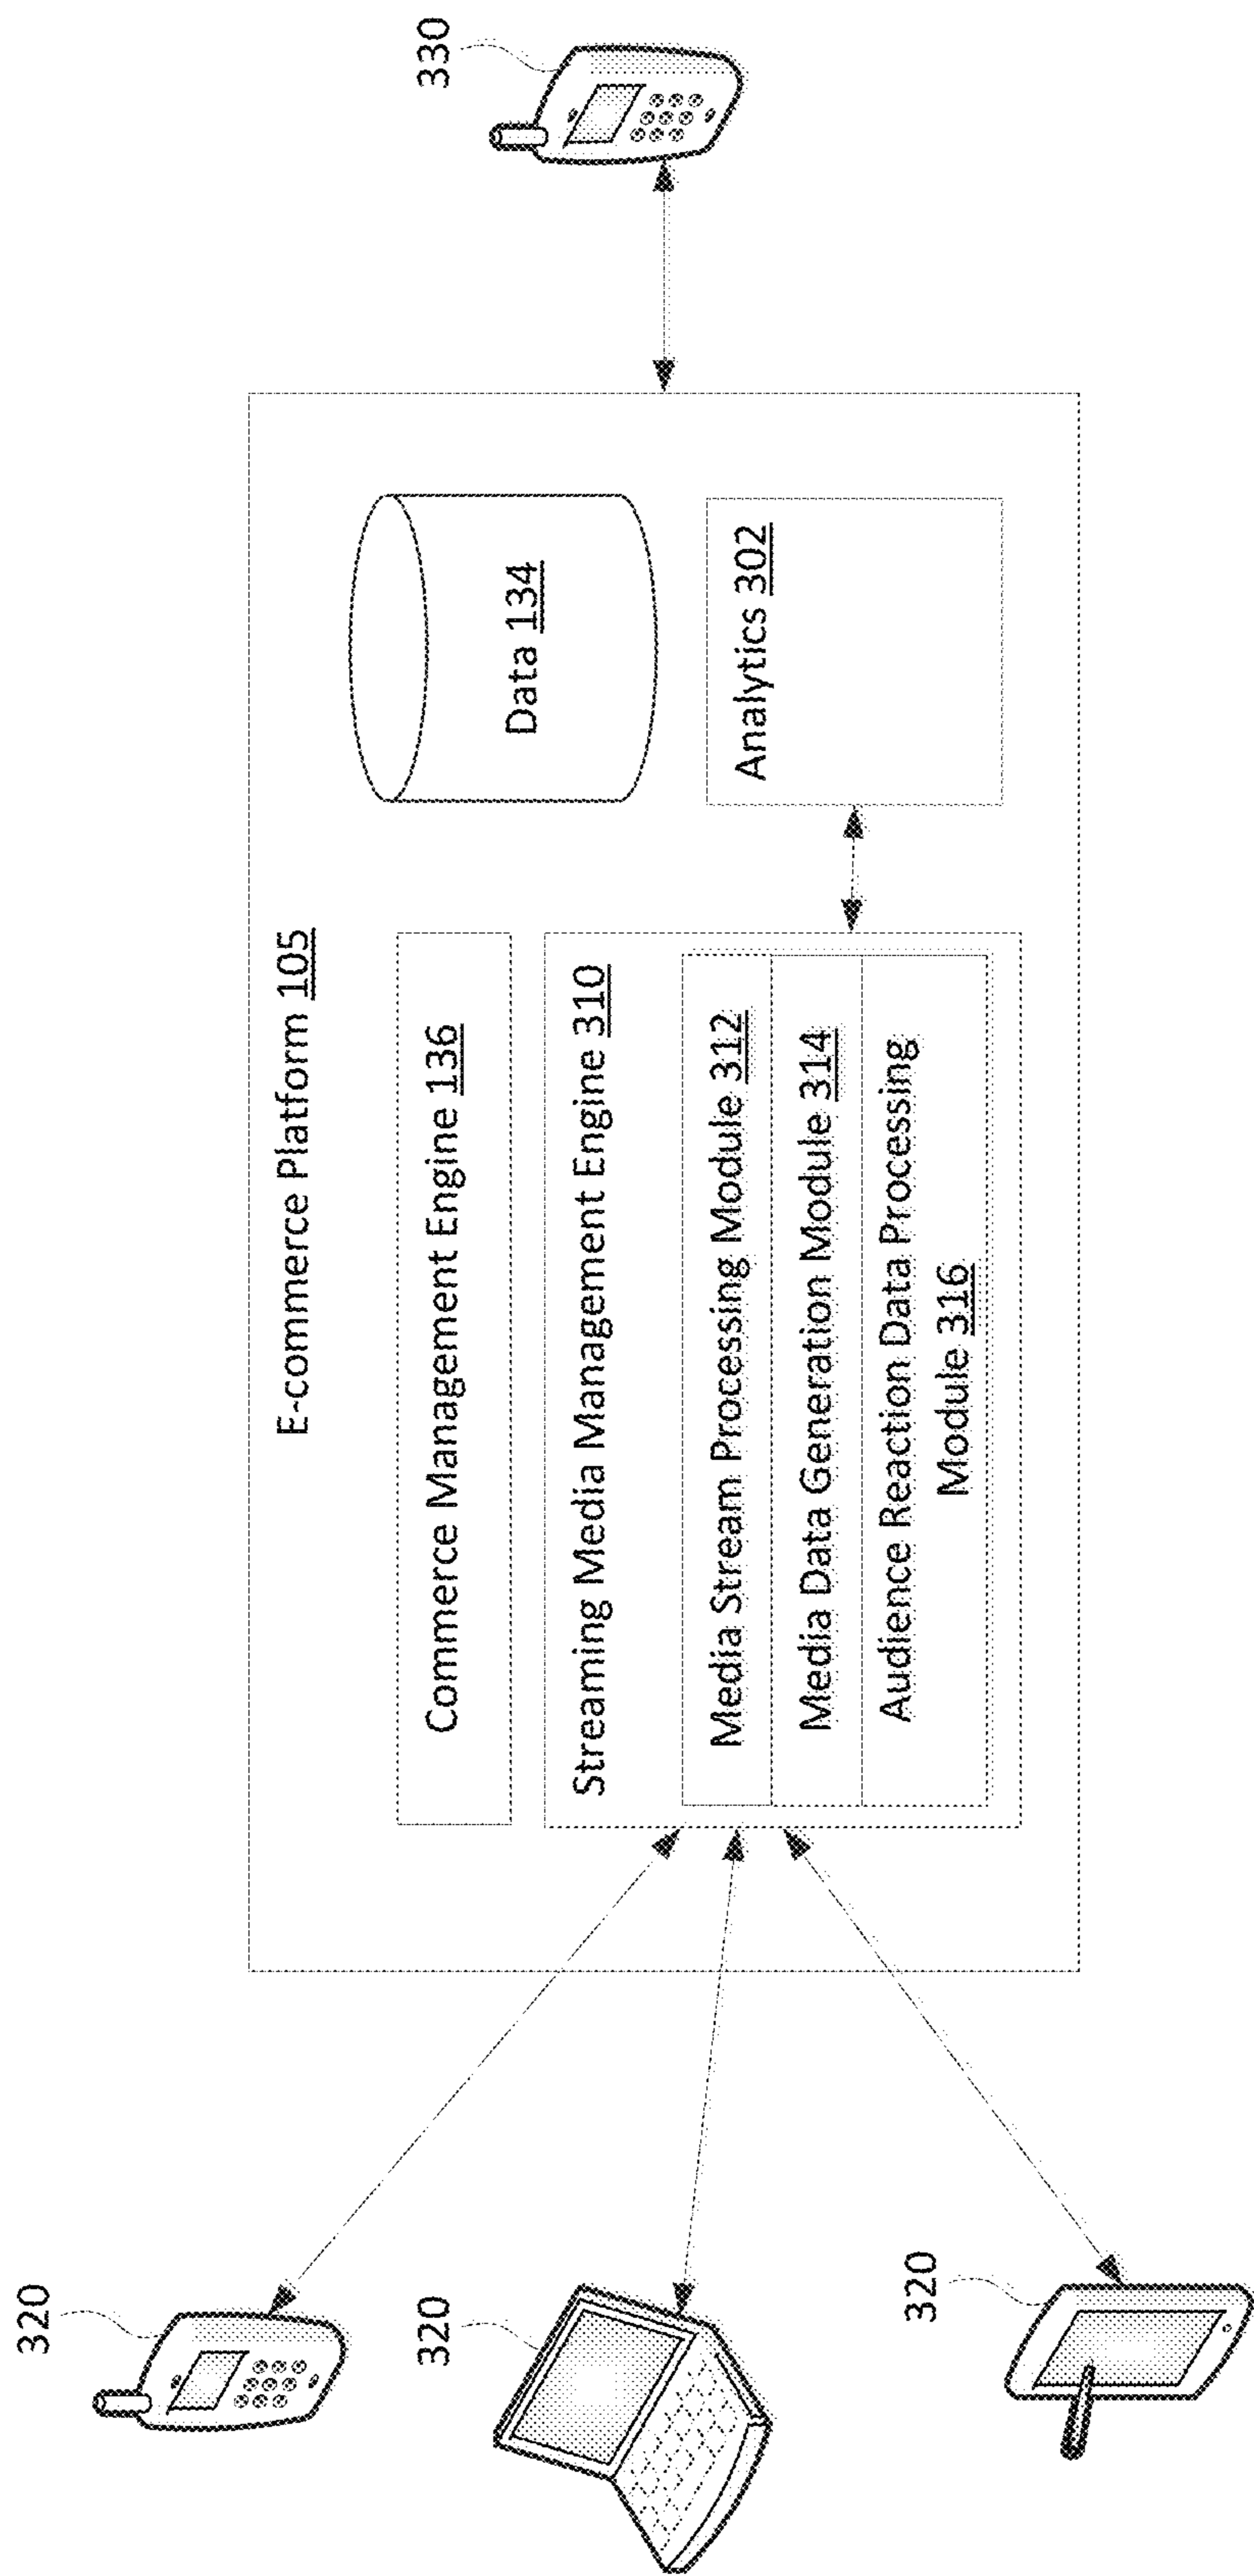 E-commerce Platform 105
Commerce Management Engine 136
Streaming Media Management Engine 310
Media Stream Processing Module 312
Media Data Generation Module 314
Audience Reaction Data Processing
Module 316
Data 134
Analytics 302
320
320
320
330